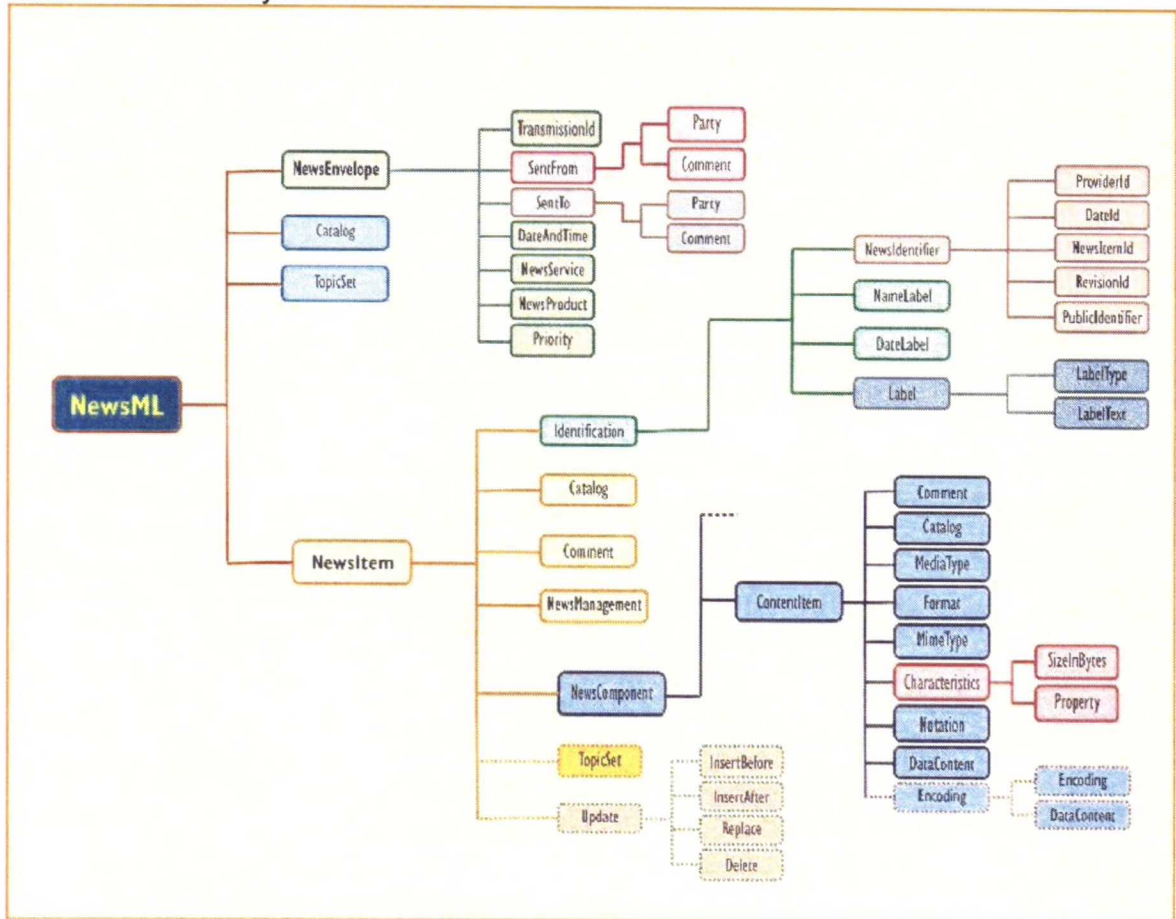 NewsML
NewsEnvelope
Catalog
TopicSet
TransmissionId
SentFrom
SentTo
DateAndTime
NewsService
NewsProduct
Priority
Party
Comment
Party
Comment
NewsItem
Identification
Catalog
Comment
NewsManagement
NewsComponent
TopicSet
Update
NewsIdentifier
NameLabel
DateLabel
Label
ProviderId
DateId
NewsItemId
RevisionId
PublicIdentifier
LabelType
LabelText
ContentItem
Comment
Catalog
MediaType
Format
MimeType
Characteristics
Notation
DataContent
Encoding
SizeInBytes
Property
Encoding
DataContent
InsertBefore
InsertAfter
Replace
Delete